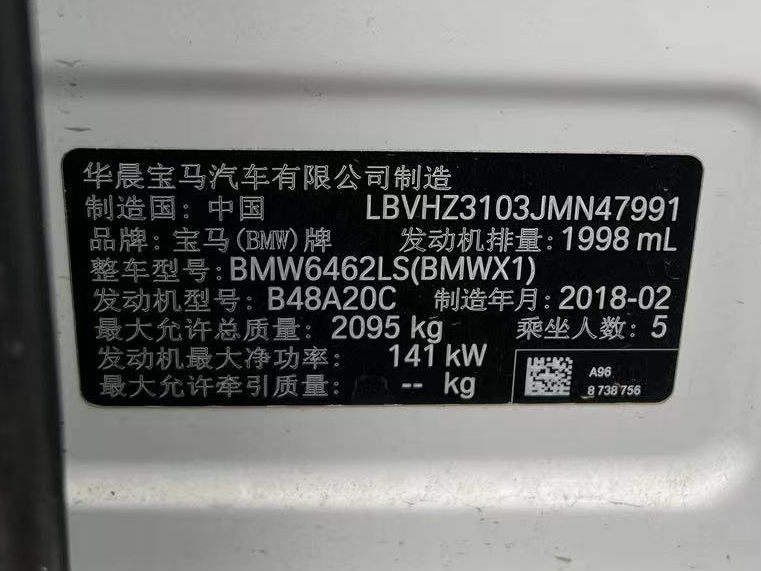 华晨宝马汽车有限公司制造
制造国: 中国 LBVHZ3103JMN47991
品牌: 宝马(BMW)牌 发动机排量: 1998 mL
整车型号: BMW6462LS(BMWX1)
发动机型号: B48A20C 制造年月: 2018-02
最大允许总质量: 2095 kg 乘坐人数: 5
发动机最大净功率: 141 kW
最大允许牵引质量: -- kg
A96
8 738 756